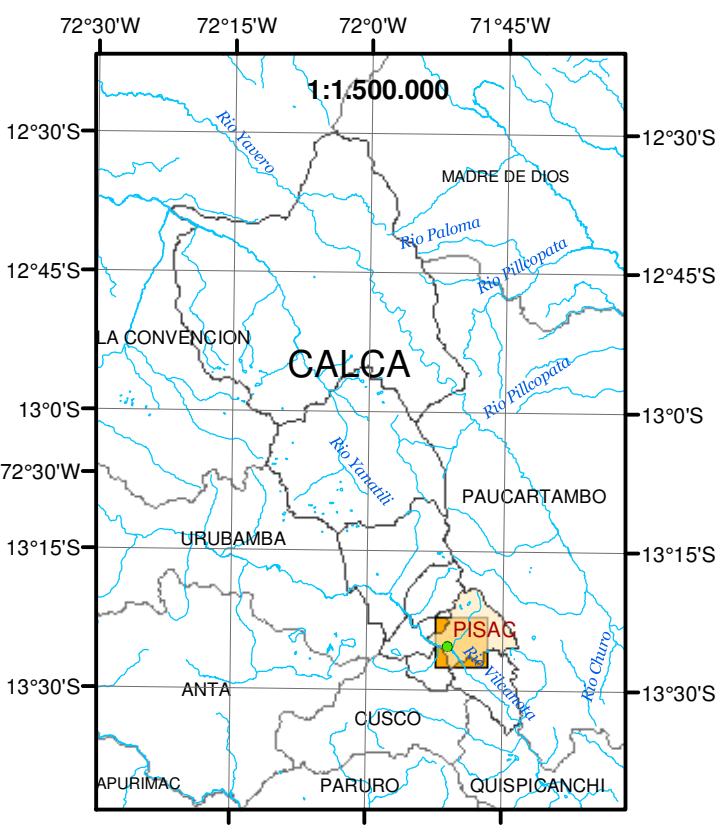 72°30'W 72°15'W 72°0'W 71°45'W
1:1.500.000
Rio Yavero
12°30'S 12°30'S
MADRE DE DIOS
Rio Paloma
Rio Pillcopata
12°45'S 12°45'S
LA CONVENCION
CALCA
Rio Pillcopata
13°0'S 13°0'S
Rio Yanatili
72°30'W
PAUCARTAMBO
URUBAMBA
13°15'S 13°15'S
PISAC
Rio Vilcanota
Rio Churo
13°30'S 13°30'S
ANTA
CUSCO
APURIMAC PARURO QUISPICANCHI